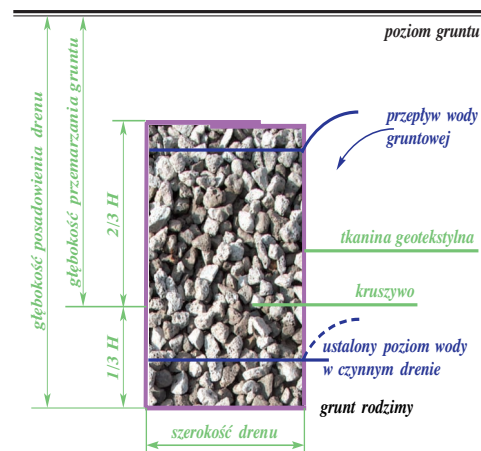 poziom gruntu
głębokość posadowienia drenu
głębokość przemarzania gruntu
2/3 H
1/3 H
przepływ wody
gruntowej
tkanina geotekstylna
kruszywo
ustalony poziom wody
w czynnym drenie
grunt rodzimy
szerokość drenu